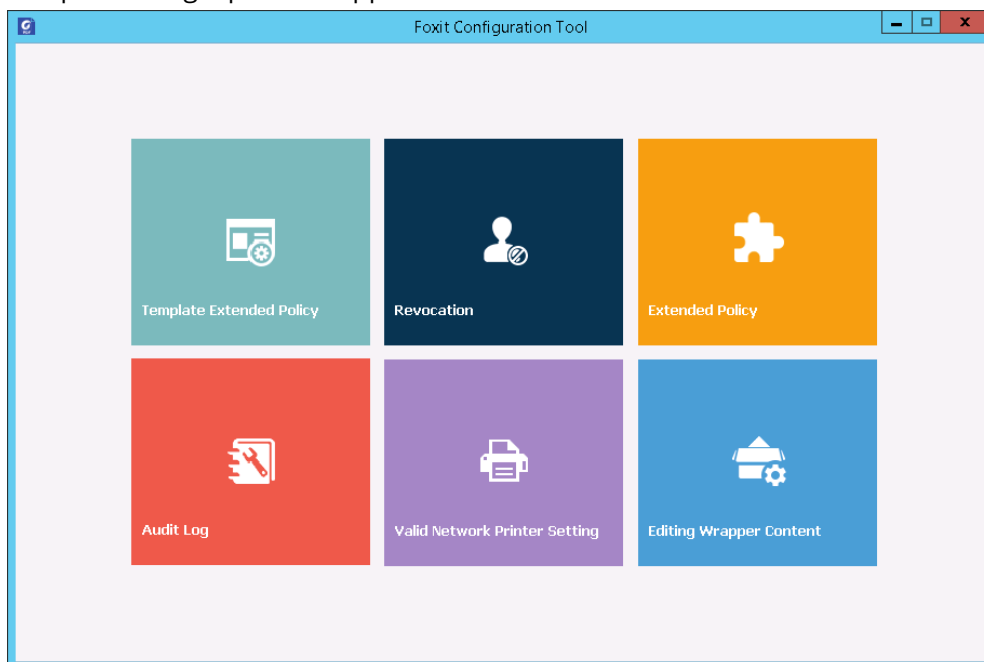 Foxit Configuration Tool
Template Extended Policy
Revocation
Extended Policy
Audit Log
Valid Network Printer Setting
Editing Wrapper Content